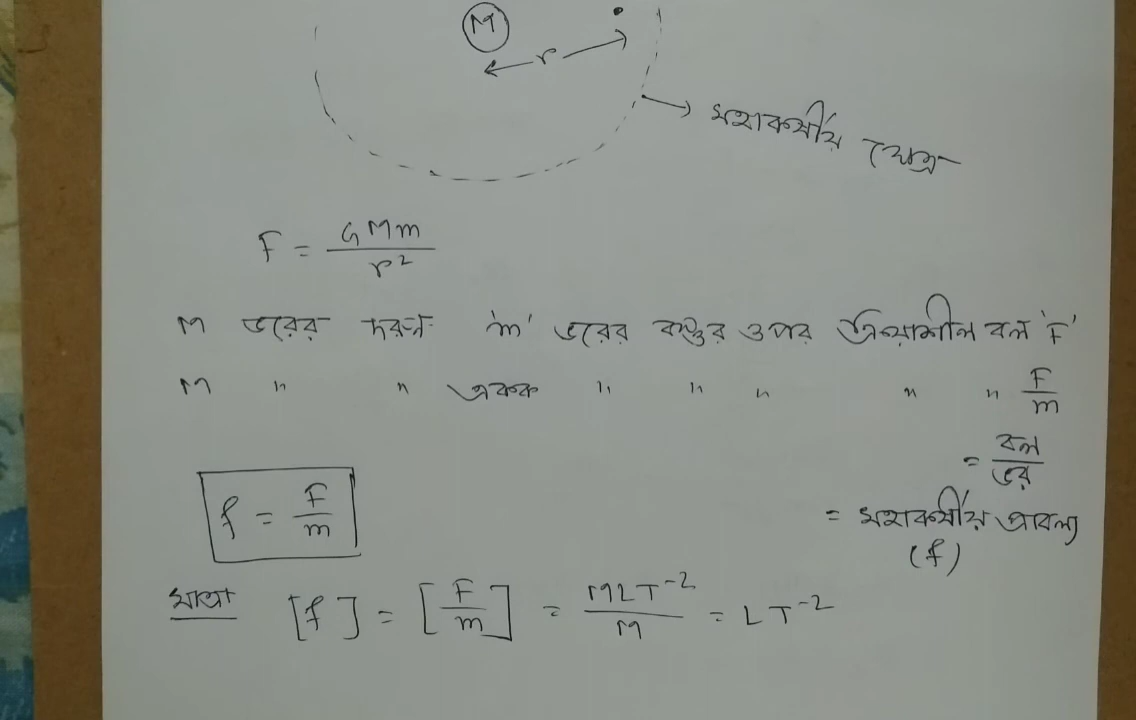 M
r
মহাকর্ষীয় ক্ষেত্র
F = GMm / r²
M ভরের দরুন 'm' ভরের বস্তুর ওপর ক্রিয়াশীল বল 'F'
M " " একক " " " " " F/m
= বল/ভর
= মহাকর্ষীয় প্রাবল্য
(f)
f = F/m
মাত্রা [f] = [F/m] = MLT⁻²/M = LT⁻²